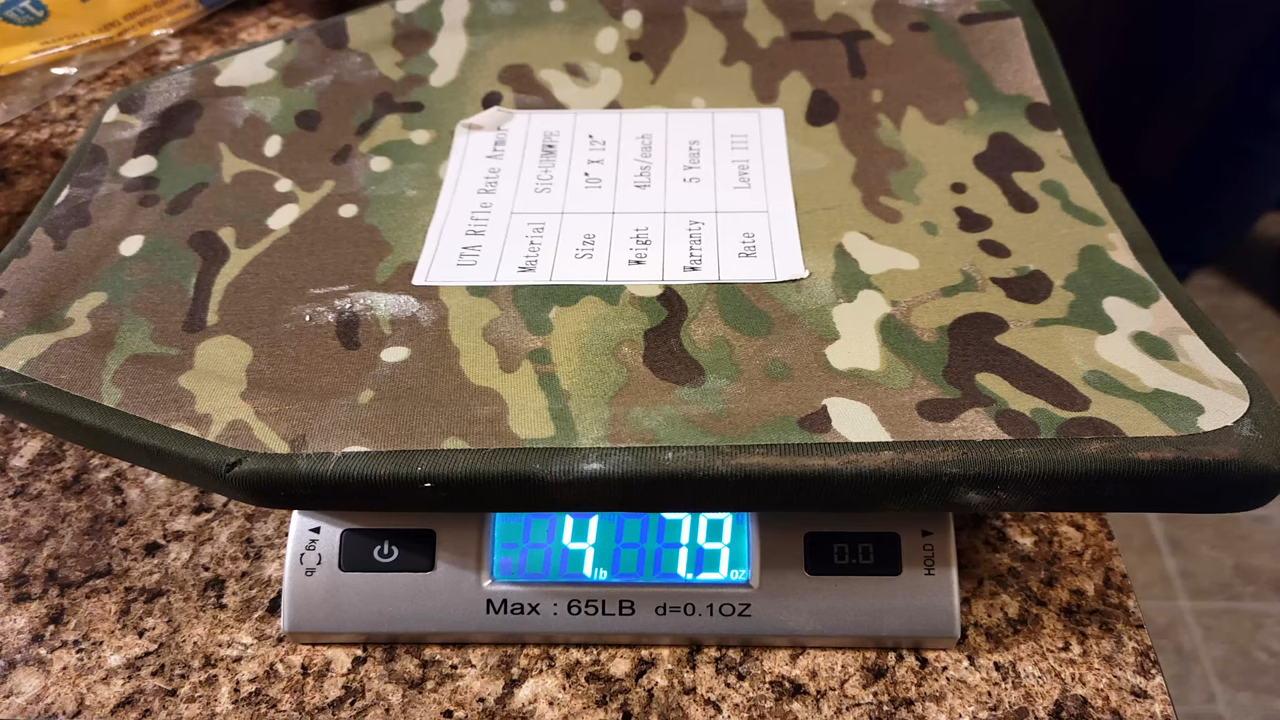 UTA Rifle Rate Armor
Material SiC+UHMWPE
Size 10" X 12"
Weight 4Lbs/each
Warranty 5 Years
Rate Level III
kg lb
4 lb 7.9 oz
0.0
HOLD
Max : 65LB d=0.1OZ